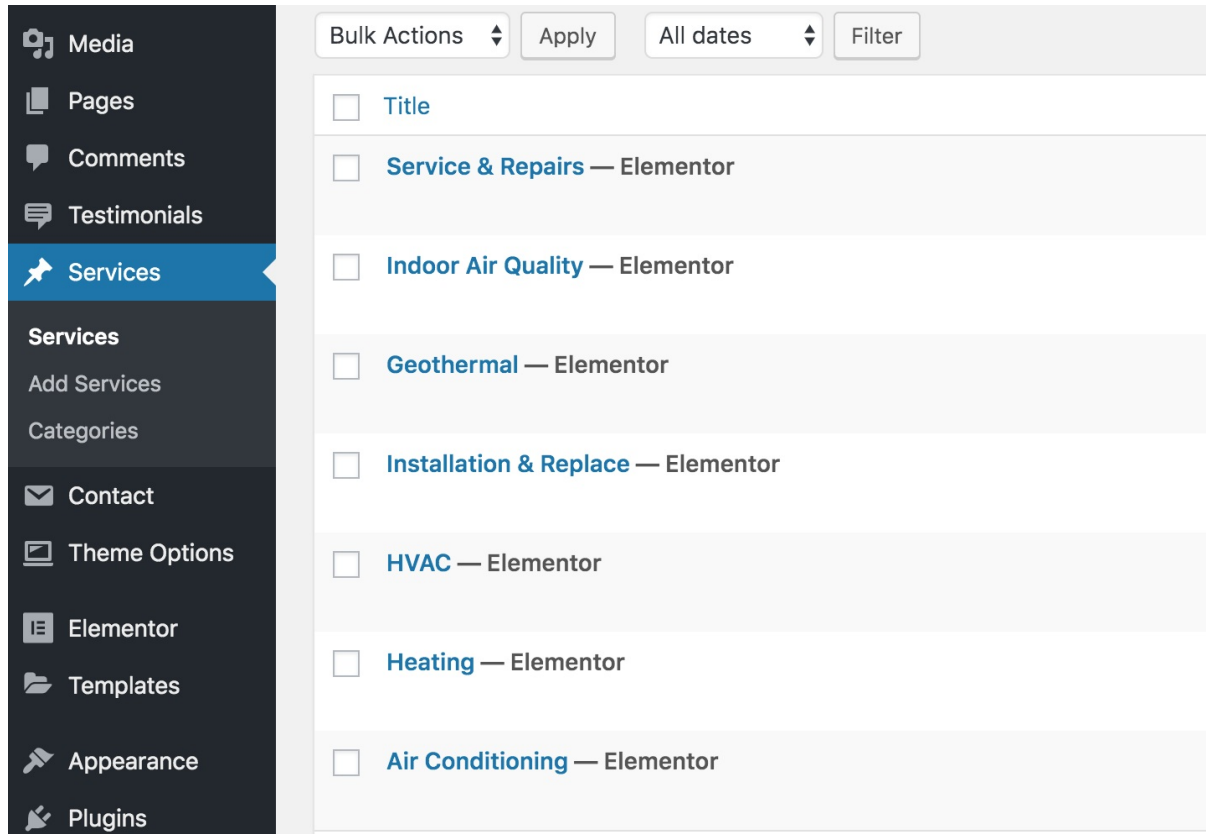 Media
Pages
Comments
Testimonials
Services
Services
Add Services
Categories
Contact
Theme Options
Elementor
Templates
Appearance
Plugins
Bulk Actions Apply All dates Filter
Title
Service & Repairs — Elementor
Indoor Air Quality — Elementor
Geothermal — Elementor
Installation & Replace — Elementor
HVAC — Elementor
Heating — Elementor
Air Conditioning — Elementor